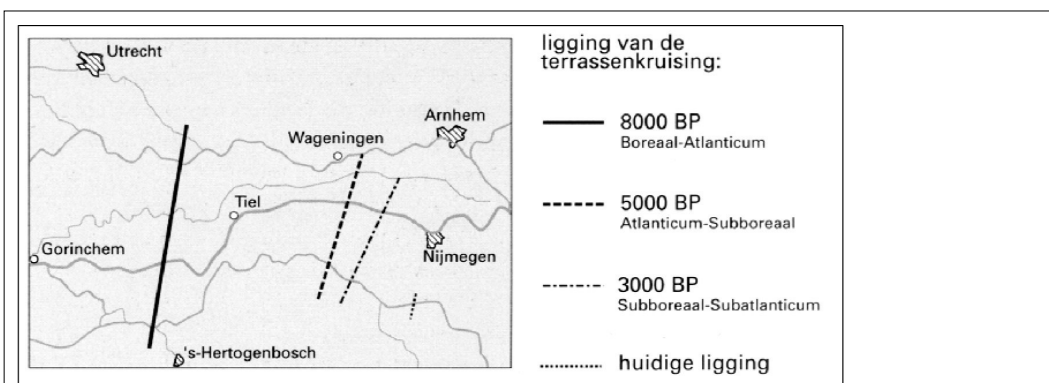 Utrecht
Arnhem
Wageningen
Tiel
Gorinchem
Nijmegen
's-Hertogenbosch
ligging van de
terrassenkruising:
8000 BP
Boreaal-Atlanticum
5000 BP
Atlanticum-Subboreaal
3000 BP
Subboreaal-Subatlanticum
huidige ligging